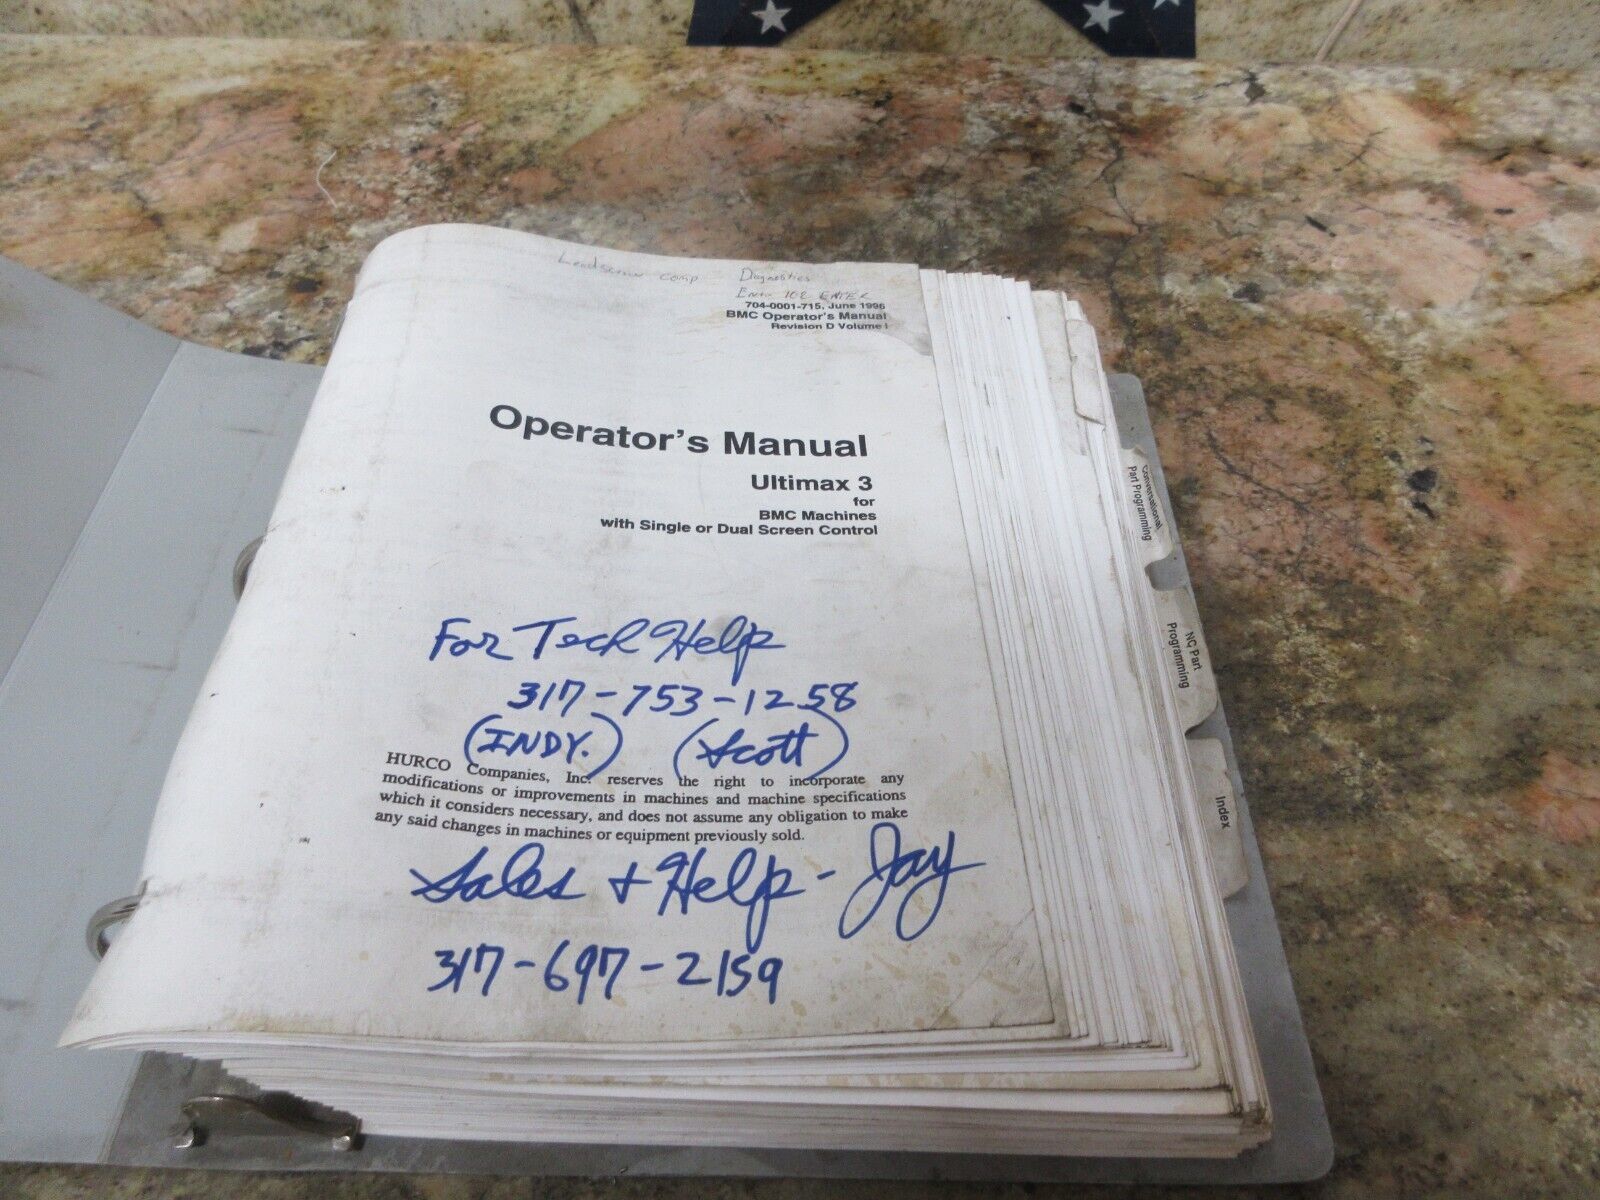 Leadscrew comp Diagnostics
Enter 102 ENTER
704-0001-715, June 1996
BMC Operator's Manual
Revision D Volume I
Operator's Manual
Ultimax 3
for
BMC Machines
with Single or Dual Screen Control
For Tech Help
317-753-1258
(INDY.) (Scott)
HURCO Companies, Inc. reserves the right to incorporate any
modifications or improvements in machines and machine specifications
which it considers necessary, and does not assume any obligation to make
any said changes in machines or equipment previously sold.
Sales + Help - Jay
317-697-2159
Conversational
Part Programming
NC Part
Programming
Index